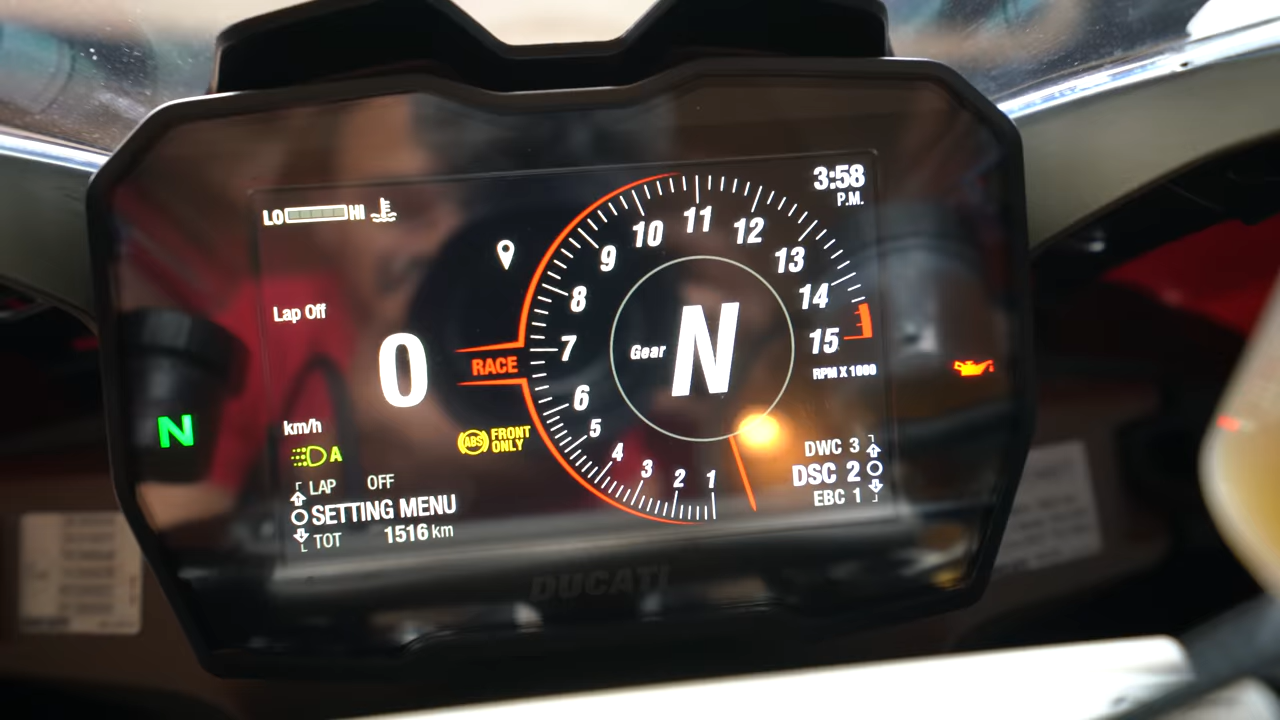 LO HI
3:58
P.M.
Lap Off
0
km/h
A
LAP OFF
SETTING MENU
TOT 1516 km
RACE
ABS FRONT
ONLY
N
Gear N
1
2
3
4
5
6
7
8
9
10
11
12
13
14
15
RPM X 1000
DWC 3
DSC 2
EBC 1
DUCATI